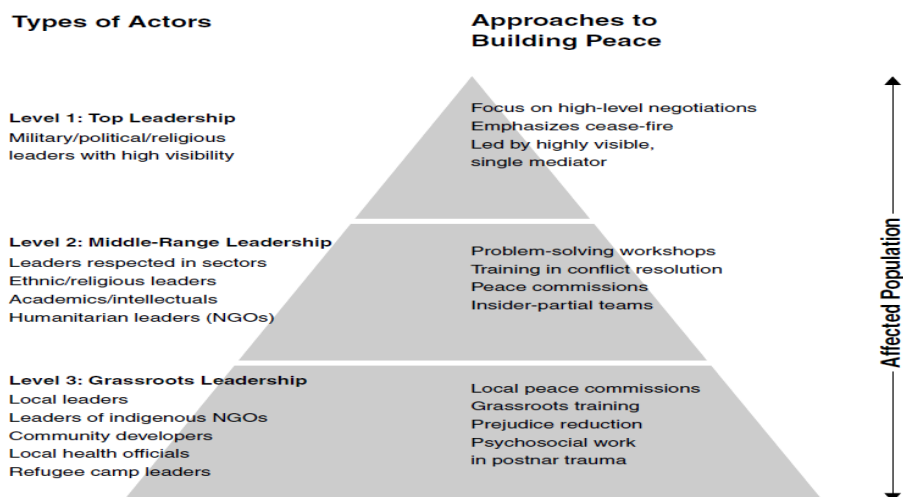 Types of Actors
Approaches to
Building Peace
Level 1: Top Leadership
Military/political/religious
leaders with high visibility
Focus on high-level negotiations
Emphasizes cease-fire
Led by highly visible,
single mediator
Level 2: Middle-Range Leadership
Leaders respected in sectors
Ethnic/religious leaders
Academics/intellectuals
Humanitarian leaders (NGOs)
Problem-solving workshops
Training in conflict resolution
Peace commissions
Insider-partial teams
Level 3: Grassroots Leadership
Local leaders
Leaders of indigenous NGOs
Community developers
Local health officials
Refugee camp leaders
Local peace commissions
Grassroots training
Prejudice reduction
Psychosocial work
in postnar trauma
Affected Population